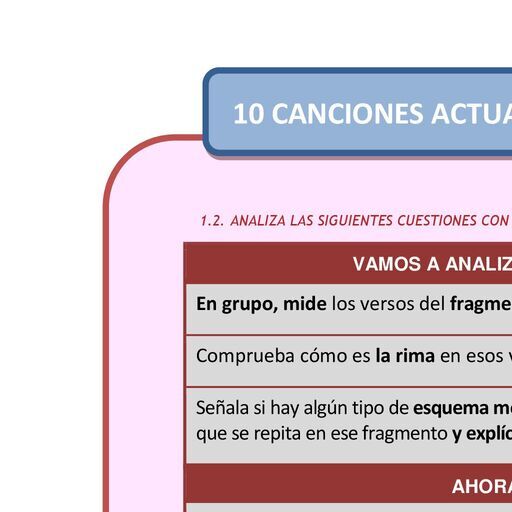 10 CANCIONES ACTUA
1.2. ANALIZA LAS SIGUIENTES CUESTIONES CON
VAMOS A ANALIZ
En grupo, mide los versos del fragme
Comprueba cómo es la rima en esos v
Señala si hay algún tipo de esquema m
que se repita en ese fragmento y explíc
AHORA